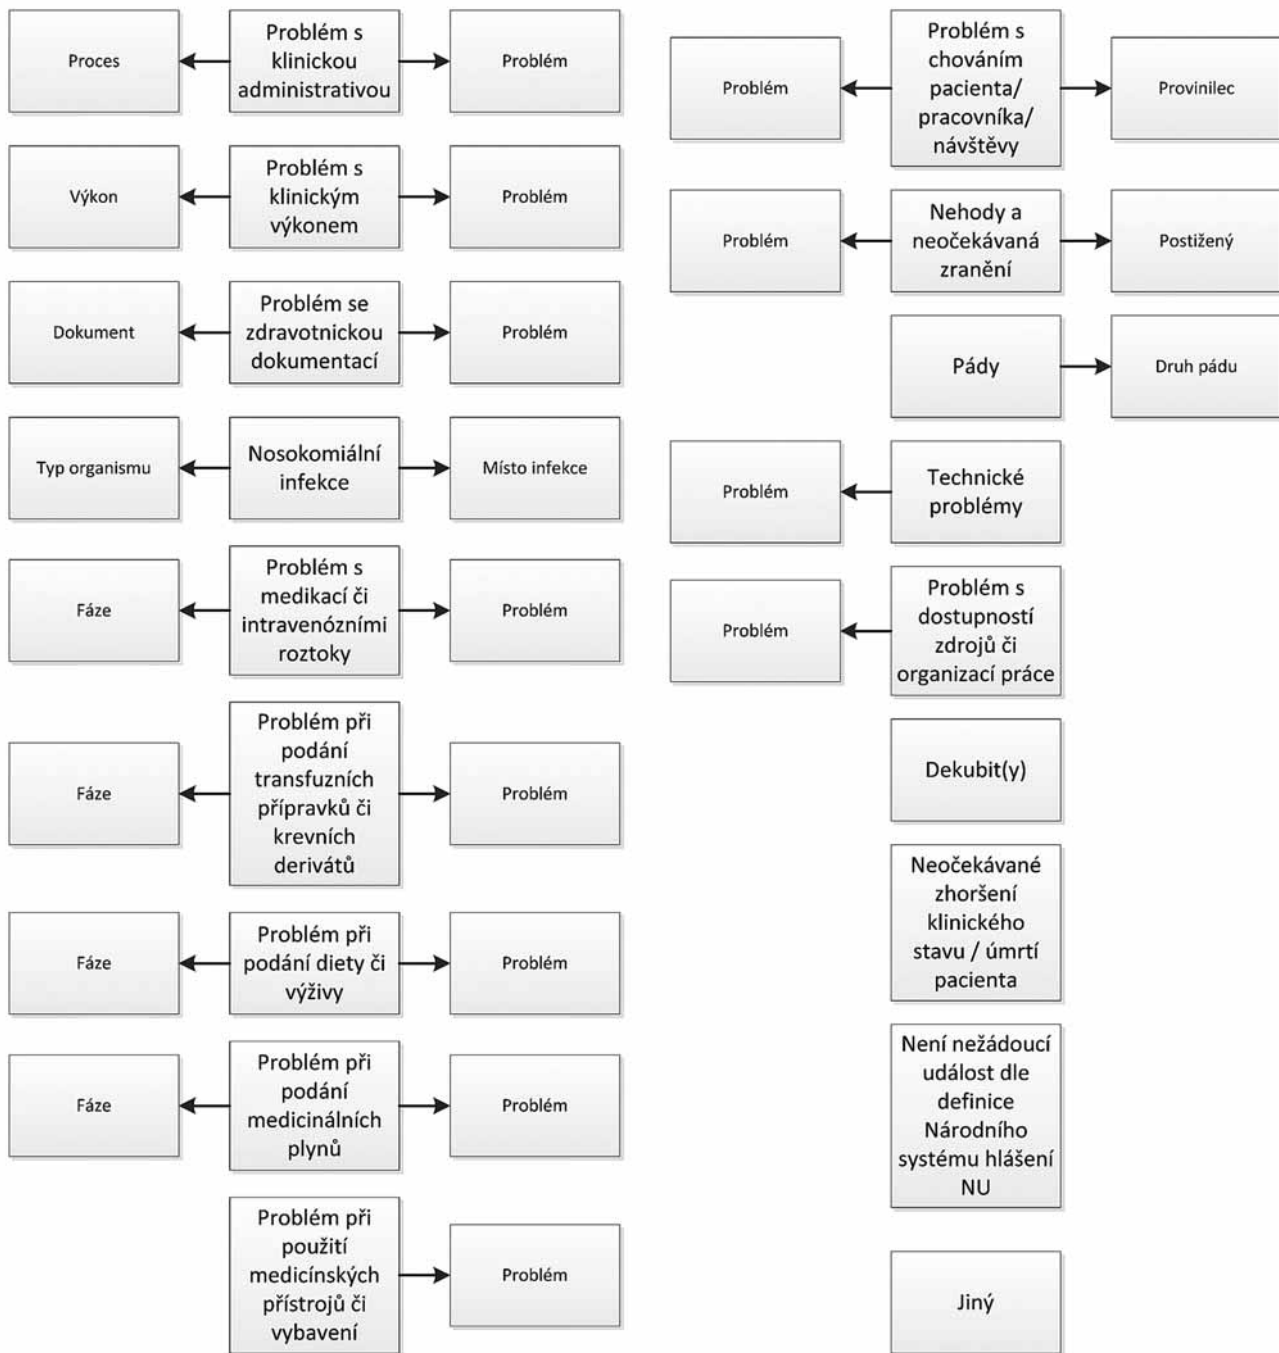 Proces
Problém s
klinickou
administrativou
Problém
Výkon
Problém s
klinickým
výkonem
Problém
Dokument
Problém se
zdravotnickou
dokumentací
Problém
Typ organismu
Nosokomiální
infekce
Místo infekce
Fáze
Problém s
medikací či
intravenózními
roztoky
Problém
Fáze
Problém při
podání
transfuzních
přípravků či
krevních
derivátů
Problém
Fáze
Problém při
podání diety či
výživy
Problém
Fáze
Problém při
podání
medicinálních
plynů
Problém
Problém při
použití
medicínských
přístrojů či
vybavení
Problém
Problém
Problém s
chováním
pacienta/
pracovníka/
návštěvy
Provinilec
Problém
Nehody a
neočekávaná
zranění
Postižený
Pády
Druh pádu
Problém
Technické
problémy
Problém
Problém s
dostupností
zdrojů či
organizací práce
Dekubit(y)
Neočekávané
zhoršení
klinického
stavu / úmrtí
pacienta
Není nežádoucí
událost dle
definice
Národního
systému hlášení
NU
Jiný